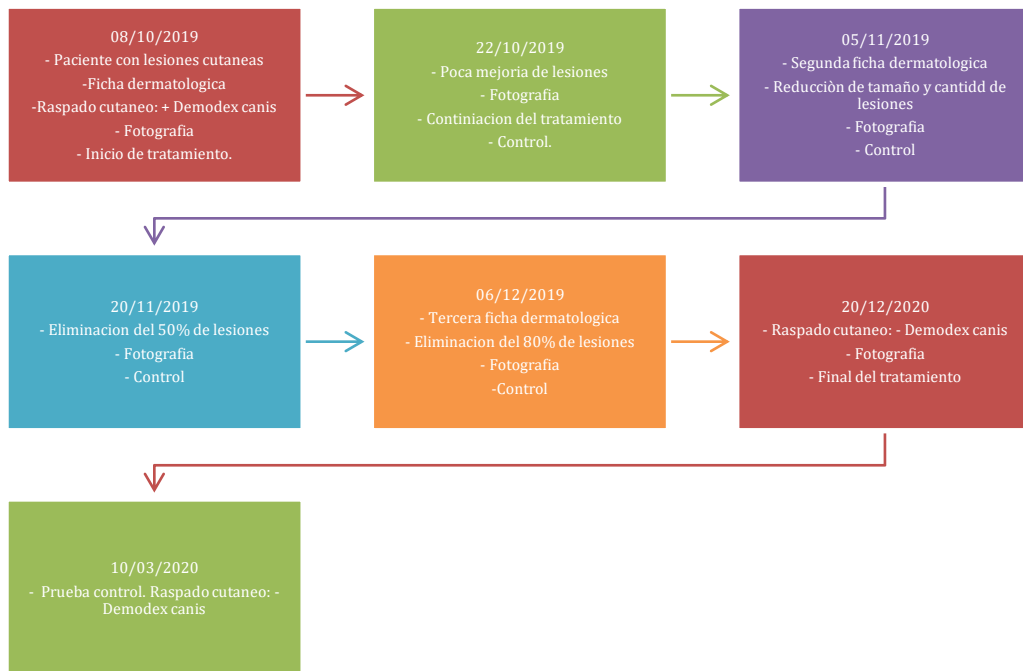 08/10/2019
- Paciente con lesiones cutaneas
-Ficha dermatologica
-Raspado cutaneo: + Demodex canis
- Fotografia
- Inicio de tratamiento.
22/10/2019
- Poca mejoria de lesiones
- Fotografia
- Continiacion del tratamiento
- Control.
05/11/2019
- Segunda ficha dermatologica
- Reducciòn de tamaño y cantidd de
lesiones
- Fotografia
- Control
20/11/2019
- Eliminacion del 50% de lesiones
- Fotografia
- Control
06/12/2019
- Tercera ficha dermatologica
- Eliminacion del 80% de lesiones
- Fotografia
-Control
20/12/2020
- Raspado cutaneo: - Demodex canis
- Fotografia
- Final del tratamiento
10/03/2020
- Prueba control. Raspado cutaneo: -
Demodex canis